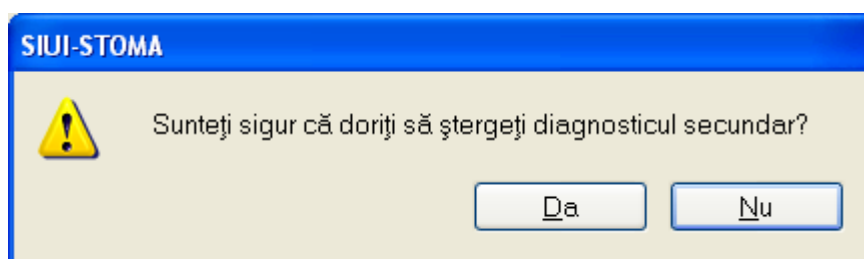 SIUI-STOMA
Sunteţi sigur că doriţi să ştergeţi diagnosticul secundar?
Da Nu